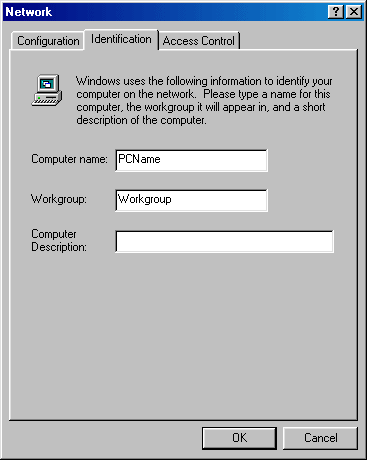 Network
Configuration Identification Access Control
Windows uses the following information to identify your
computer on the network. Please type a name for this
computer, the workgroup it will appear in, and a short
description of the computer.
Computer name: PCName
Workgroup: Workgroup
Computer
Description:
OK Cancel